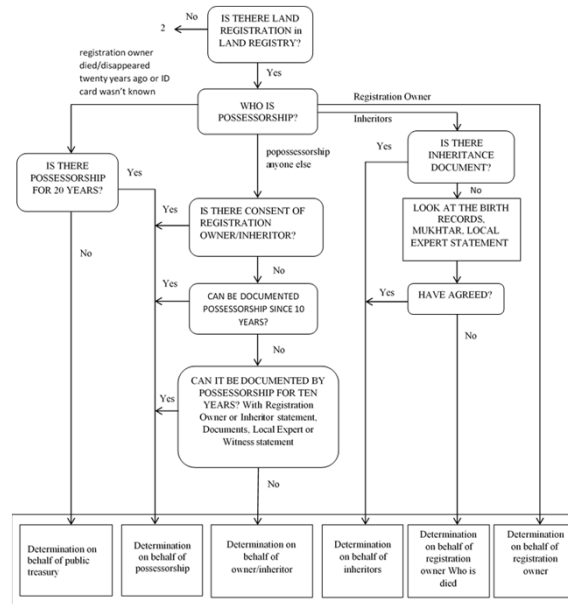 No
IS TEHERE LAND
REGISTRATION in
LAND REGISTRY?
2
registration owner
died/disappeared
twenty years ago or ID
card wasn't known
Yes
WHO IS
POSSESSORSHIP?
Registration Owner
Inheritors
IS THERE
POSSESSORSHIP
FOR 20 YEARS?
Yes
popossessorship
anyone else
Yes
IS THERE
INHERITANCE
DOCUMENT?
No
Yes
IS THERE CONSENT OF
REGISTRATION
OWNER/INHERITOR?
LOOK AT THE BIRTH
RECORDS,
MUKHTAR, LOCAL
EXPERT STATEMENT
No
No
Yes
CAN BE DOCUMENTED
POSSESSORSHIP SINCE 10
YEARS?
Yes
HAVE AGREED?
No
No
Yes
CAN IT BE DOCUMENTED BY
POSSESSORSHIP FOR TEN
YEARS? With Registration
Owner or Inheritor statement,
Documents, Local Expert or
Witness statement
No
Determination on
behalf of public
treasury
Determination
on behalf of
possessorship
Determination on
behalf of
owner/inheritor
Determination
on behalf of
inheritors
Determination
on behalf of
registration
owner Who is
died
Determination
on behalf of
registration
owner